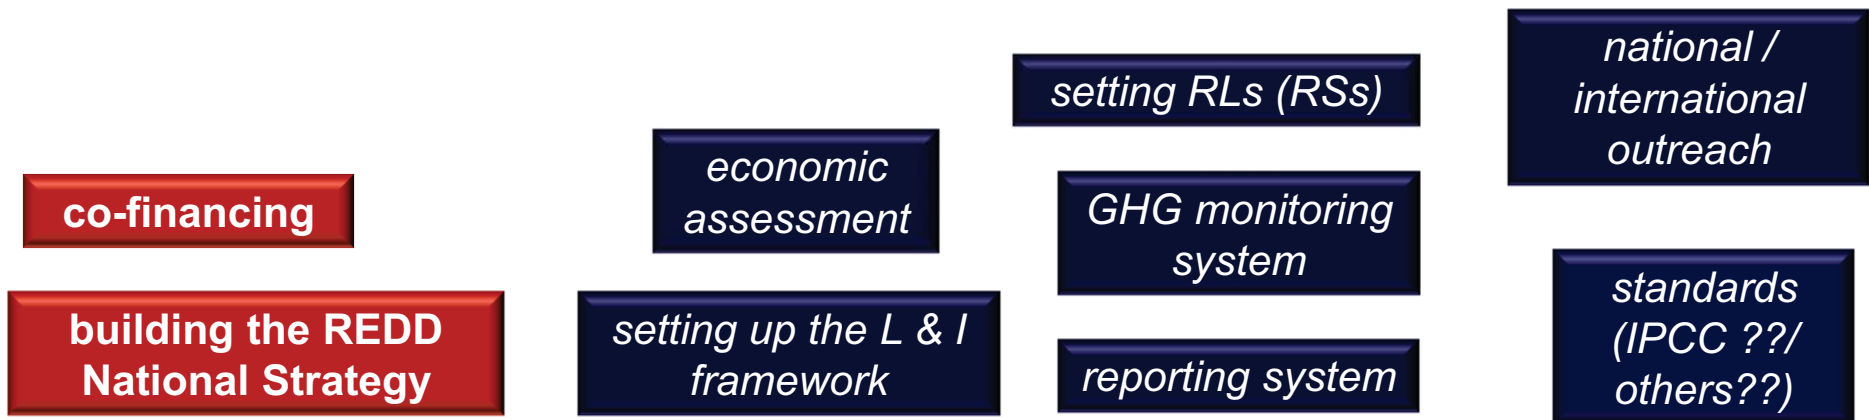 co-financing
building the REDD
National Strategy
economic
assessment
setting up the L & I
framework
setting RLs (RSs)
GHG monitoring
system
reporting system
national /
international
outreach
standards
(IPCC ??/
others??)